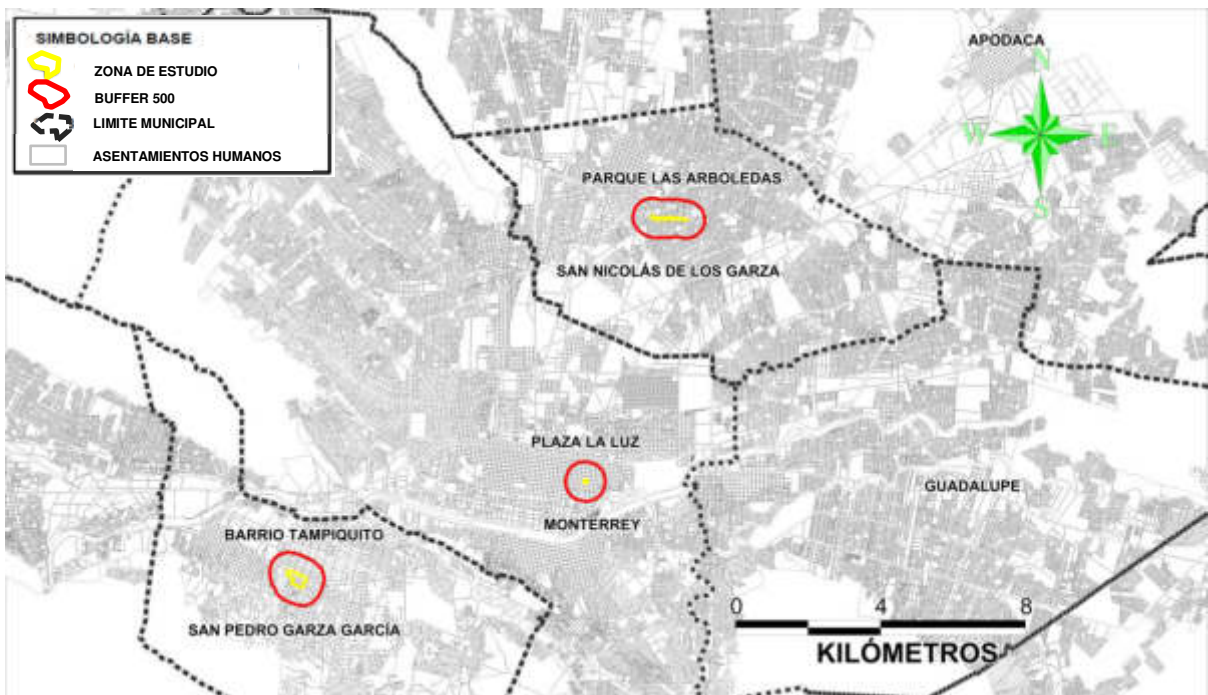 SIMBOLOGÍA BASE
ZONA DE ESTUDIO
BUFFER 500
LIMITE MUNICIPAL
ASENTAMIENTOS HUMANOS
APODACA
N
W
E
S
PARQUE LAS ARBOLEDAS
SAN NICOLÁS DE LOS GARZA
PLAZA LA LUZ
GUADALUPE
MONTERREY
BARRIO TAMPIQUITO
SAN PEDRO GARZA GARCÍA
0 4 8
KILÓMETROS